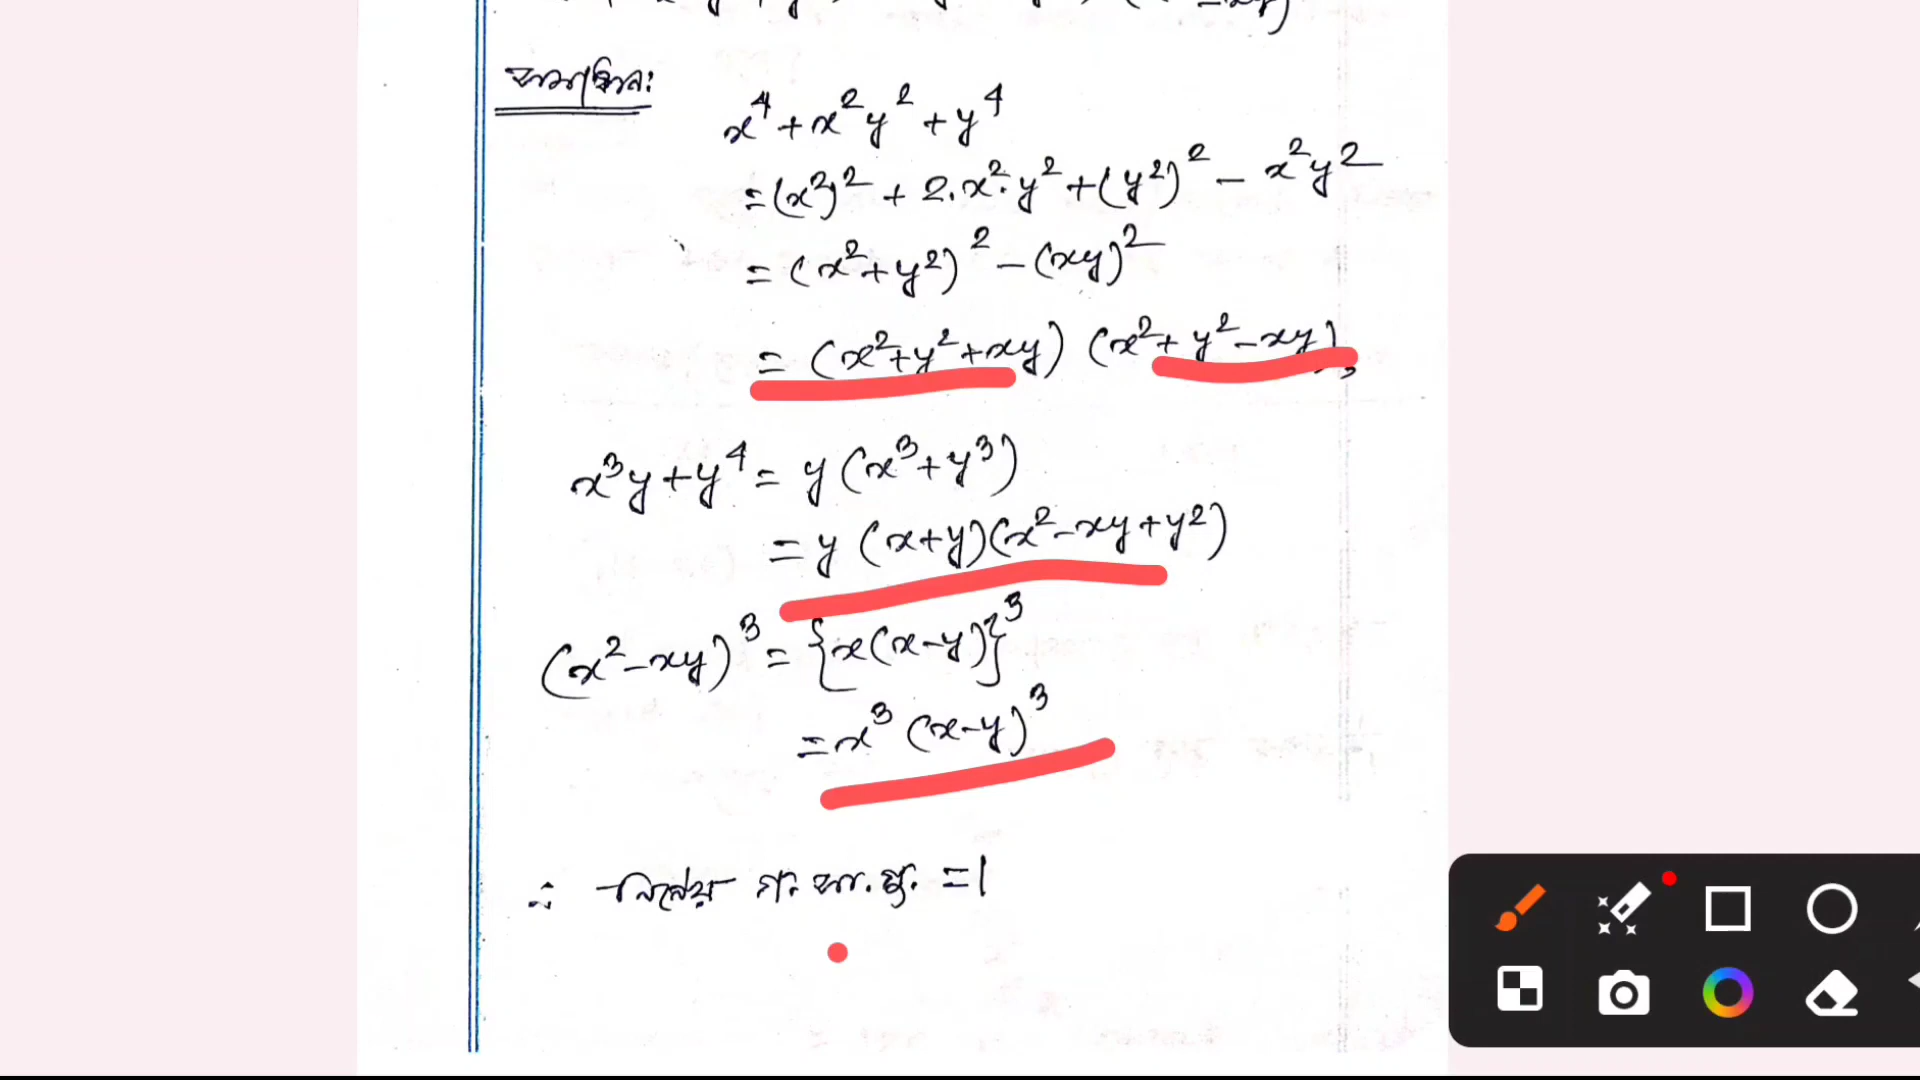 সমাধান:
x⁴+x²y²+y⁴
=(x²)²+2.x².y²+(y²)²-x²y²
=(x²+y²)²-(xy)²
=(x²+y²+xy)(x²+y²-xy)
x³y+y⁴=y(x³+y³)
=y(x+y)(x²-xy+y²)
(x²-xy)³={x(x-y)}³
=x³(x-y)³
∴ নির্ণেয় গ. সা. গু. =1